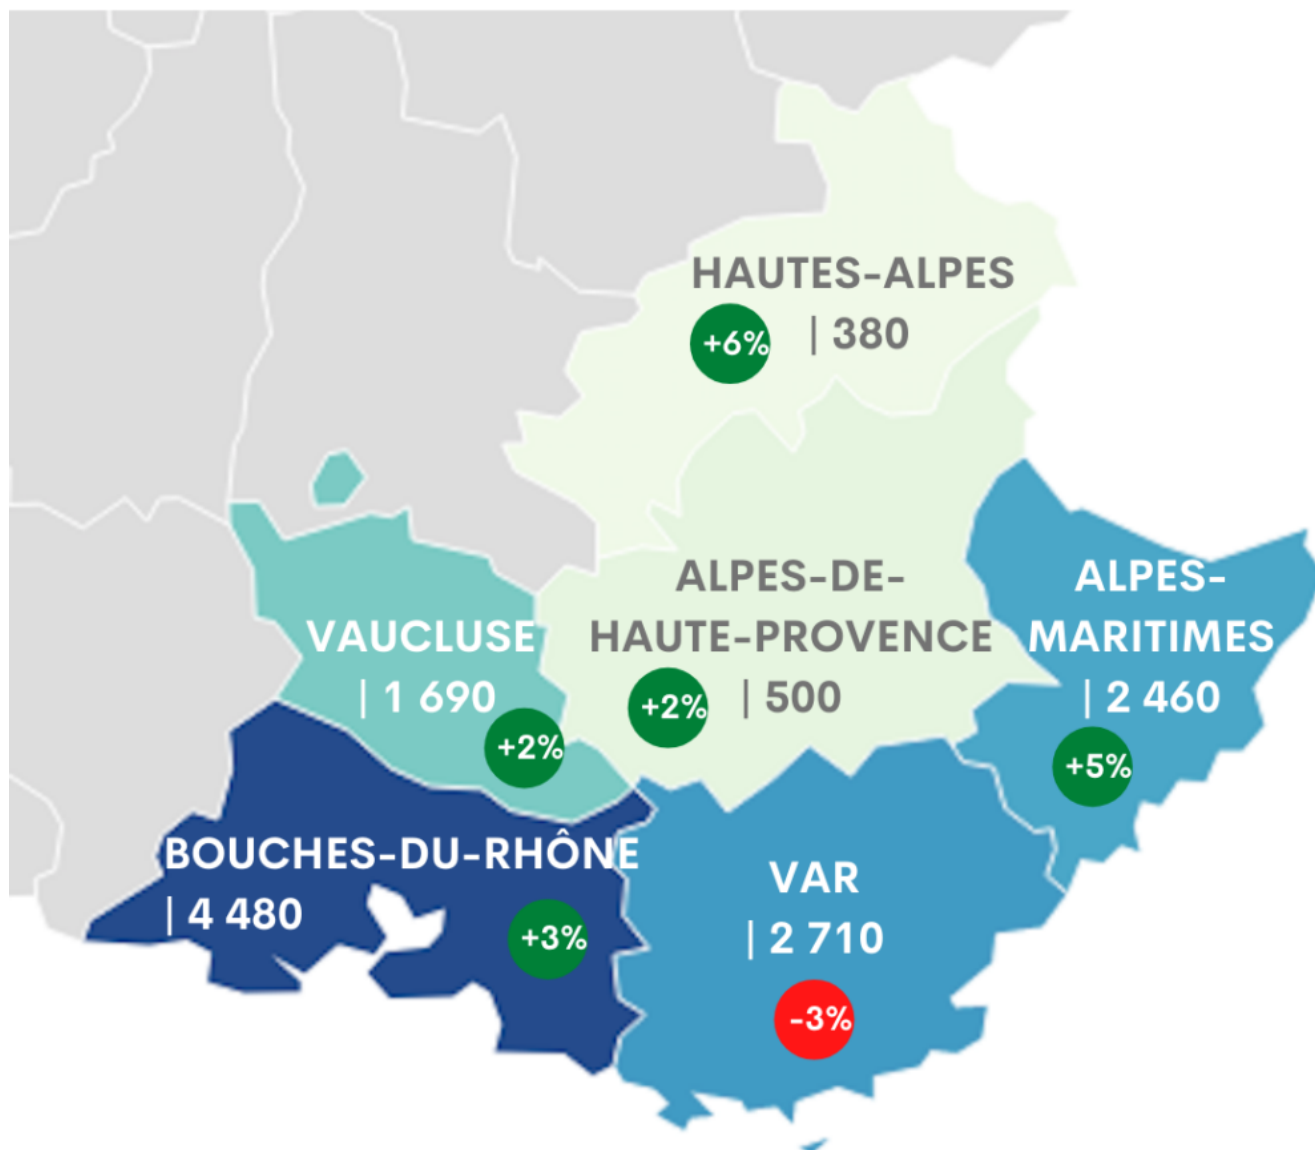 HAUTES-ALPES
+6% | 380
ALPES-DE-
HAUTE-PROVENCE
+2% | 500
ALPES-
MARITIMES
| 2 460
+5%
VAUCLUSE
| 1 690
+2%
BOUCHES-DU-RHÔNE
| 4 480
+3%
VAR
| 2 710
-3%